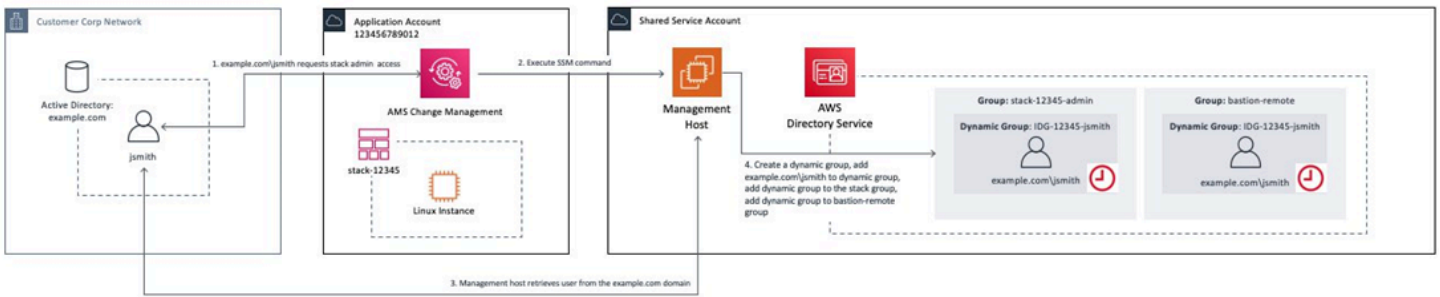 Customer Corp Network
Active Directory:
example.com
jsmith
1. example.com\jsmith requests stack admin access
Application Account
123456789012
AMS Change Management
stack-12345
Linux Instance
2. Execute SSM command
Shared Service Account
Management
Host
AWS
Directory Service
4. Create a dynamic group, add
example.com\jsmith to dynamic group,
add dynamic group to the stack group,
add dynamic group to bastion-remote
group
Group: stack-12345-admin
Dynamic Group: IDG-12345-jsmith
example.com\jsmith
Group: bastion-remote
Dynamic Group: IDG-12345-jsmith
example.com\jsmith
3. Management host retrieves user from the example.com domain